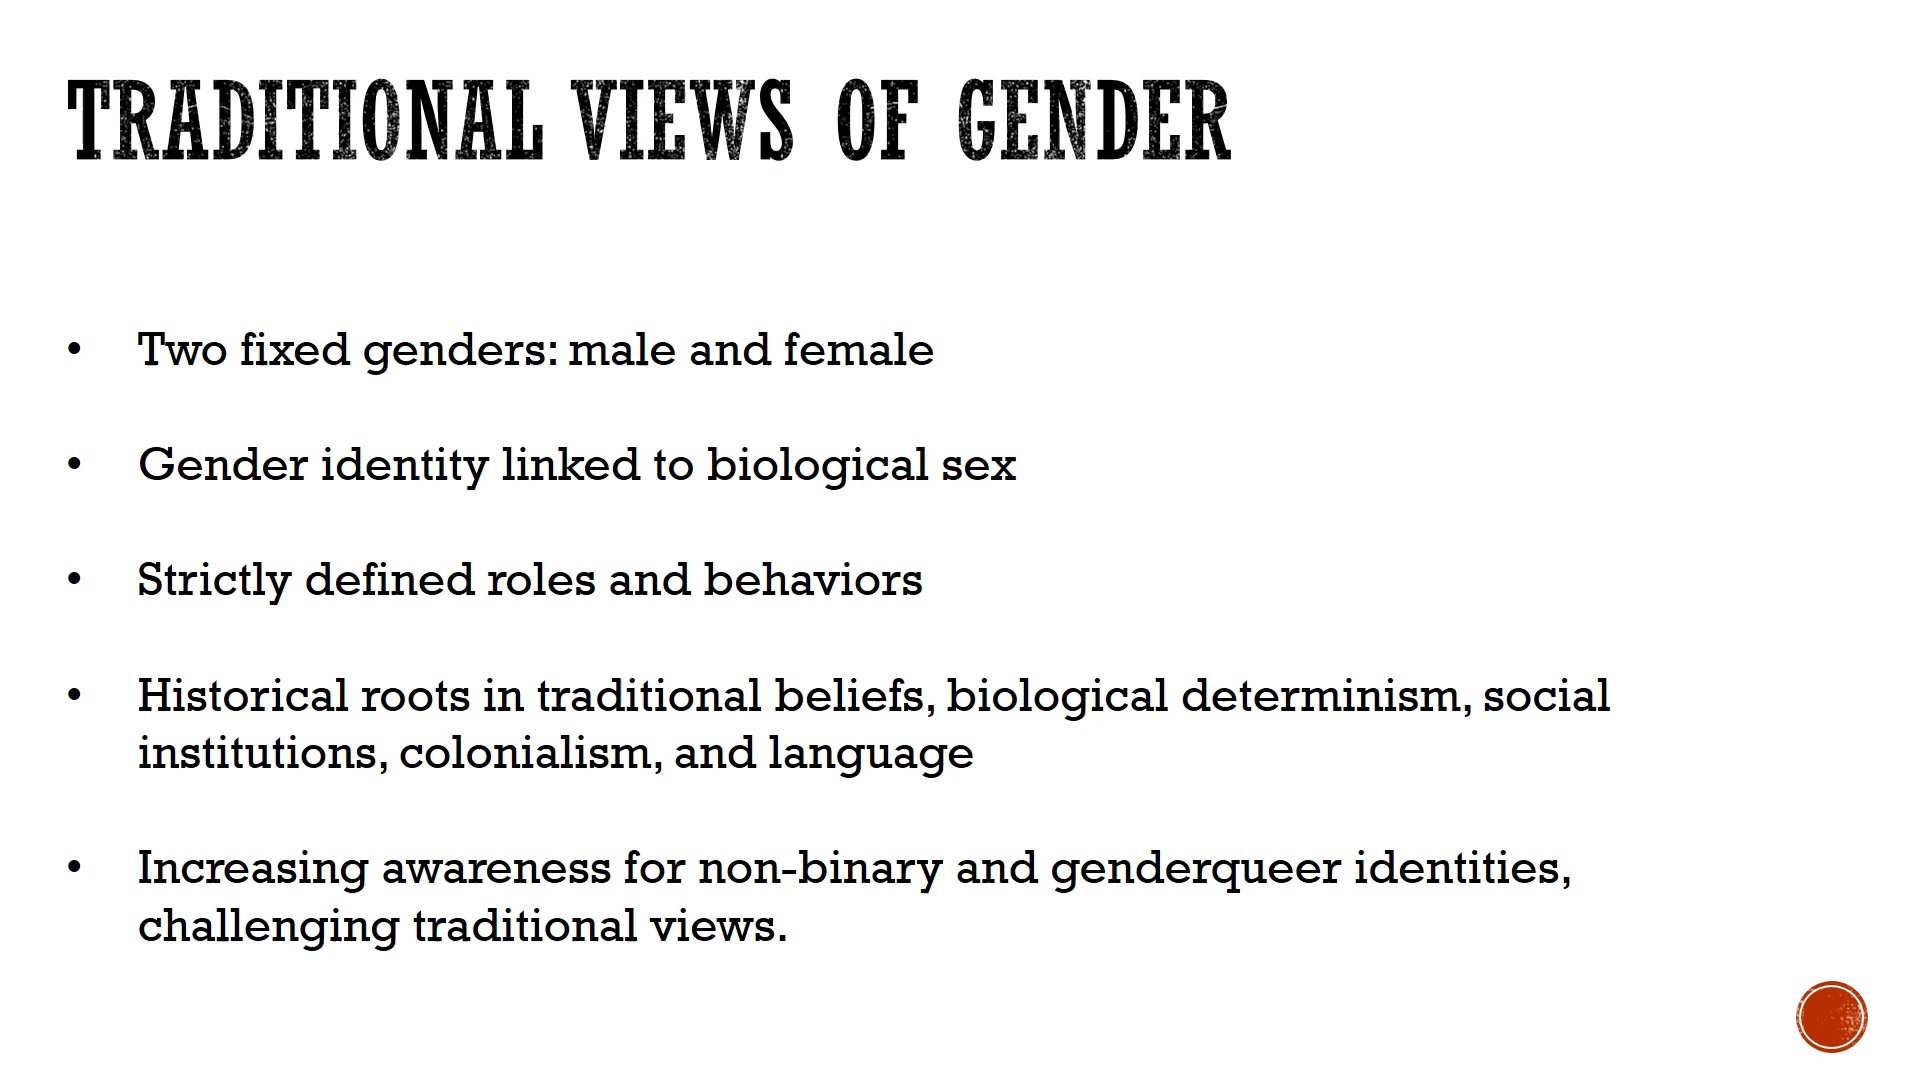 TRADITIONAL VIEWS OF GENDER
• Two fixed genders: male and female
• Gender identity linked to biological sex
• Strictly defined roles and behaviors
• Historical roots in traditional beliefs, biological determinism, social
institutions, colonialism, and language
• Increasing awareness for non-binary and genderqueer identities,
challenging traditional views.